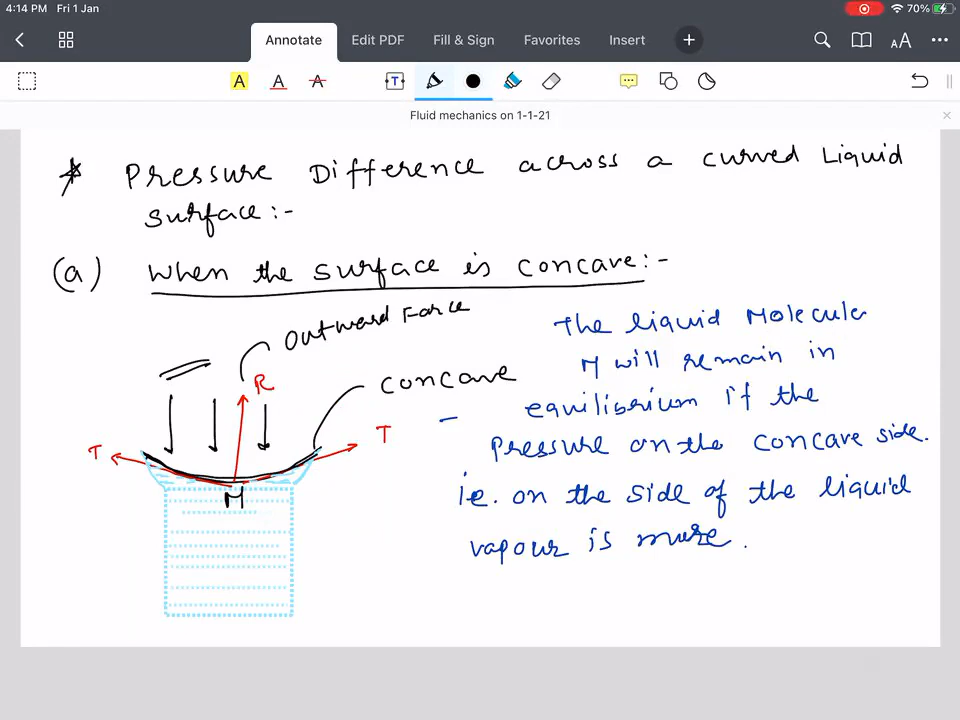 4:14 PM Fri 1 Jan
70%
Annotate Edit PDF Fill & Sign Favorites Insert
Fluid mechanics on 1-1-21
* Pressure Difference across a curved Liquid
surface:-
(a) When the surface is concave:-
outward Force
R
concave
T
T
M
The liquid Molecule
M will remain in
equilibrium if the
pressure on the concave side.
i.e. on the side of the liquid
vapour is more.